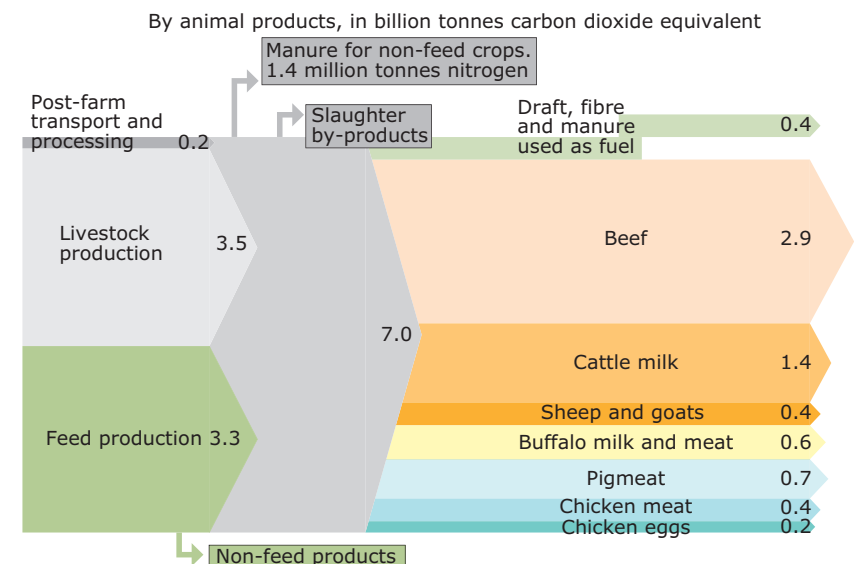 By animal products, in billion tonnes carbon dioxide equivalent
Manure for non-feed crops.
1.4 million tonnes nitrogen
Post-farm
transport and
processing 0.2
Slaughter
by-products
Draft, fibre
and manure
used as fuel
0.4
Livestock
production
3.5
Beef 2.9
7.0
Cattle milk 1.4
Sheep and goats 0.4
Feed production 3.3
Buffalo milk and meat 0.6
Pigmeat 0.7
Chicken meat 0.4
Chicken eggs 0.2
Non-feed products